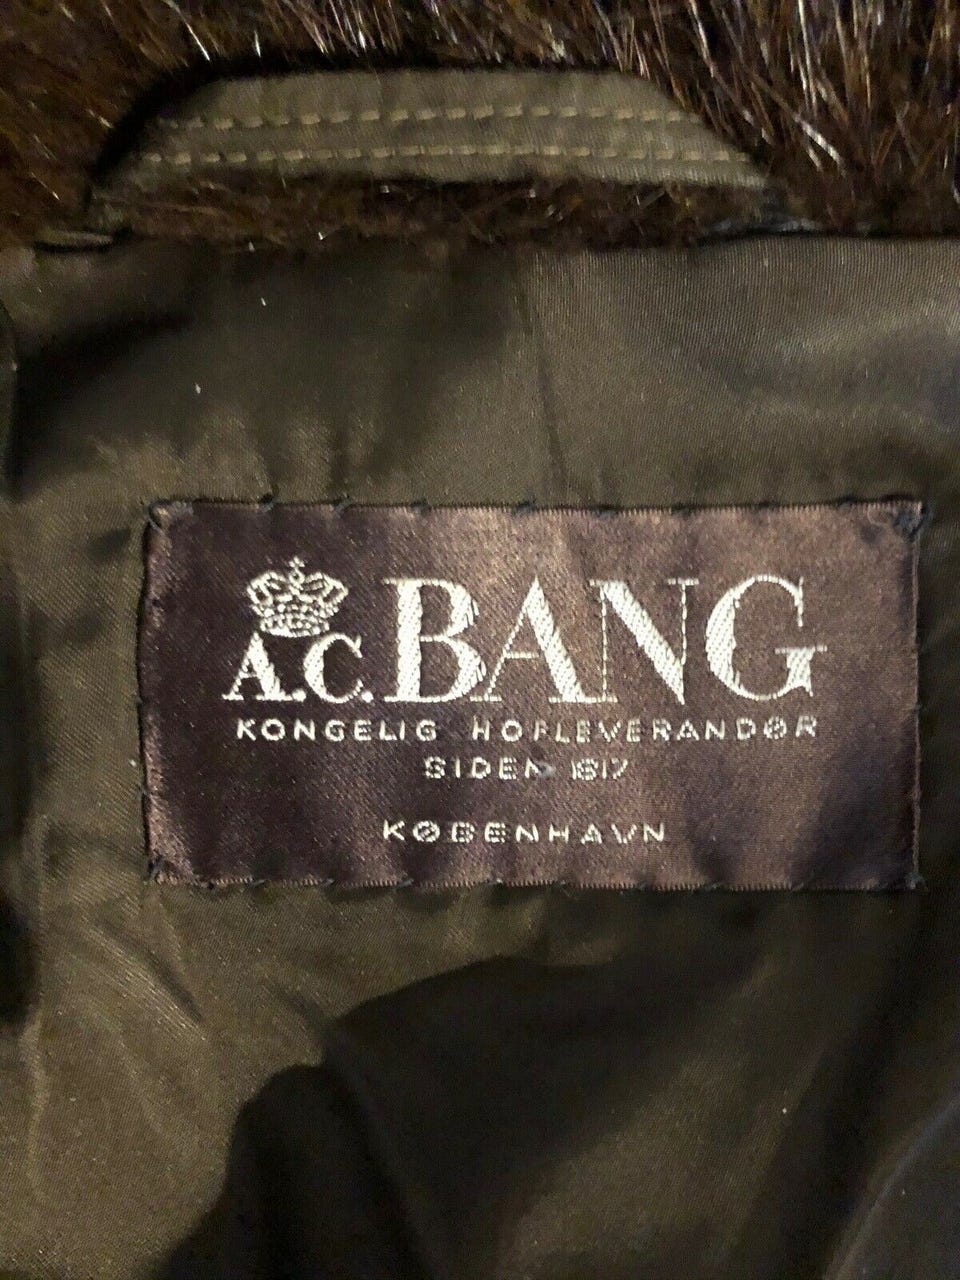 A.C. BANG
KONGELIG HOFLEVERANDØR
SIDEN 1817
KØBENHAVN